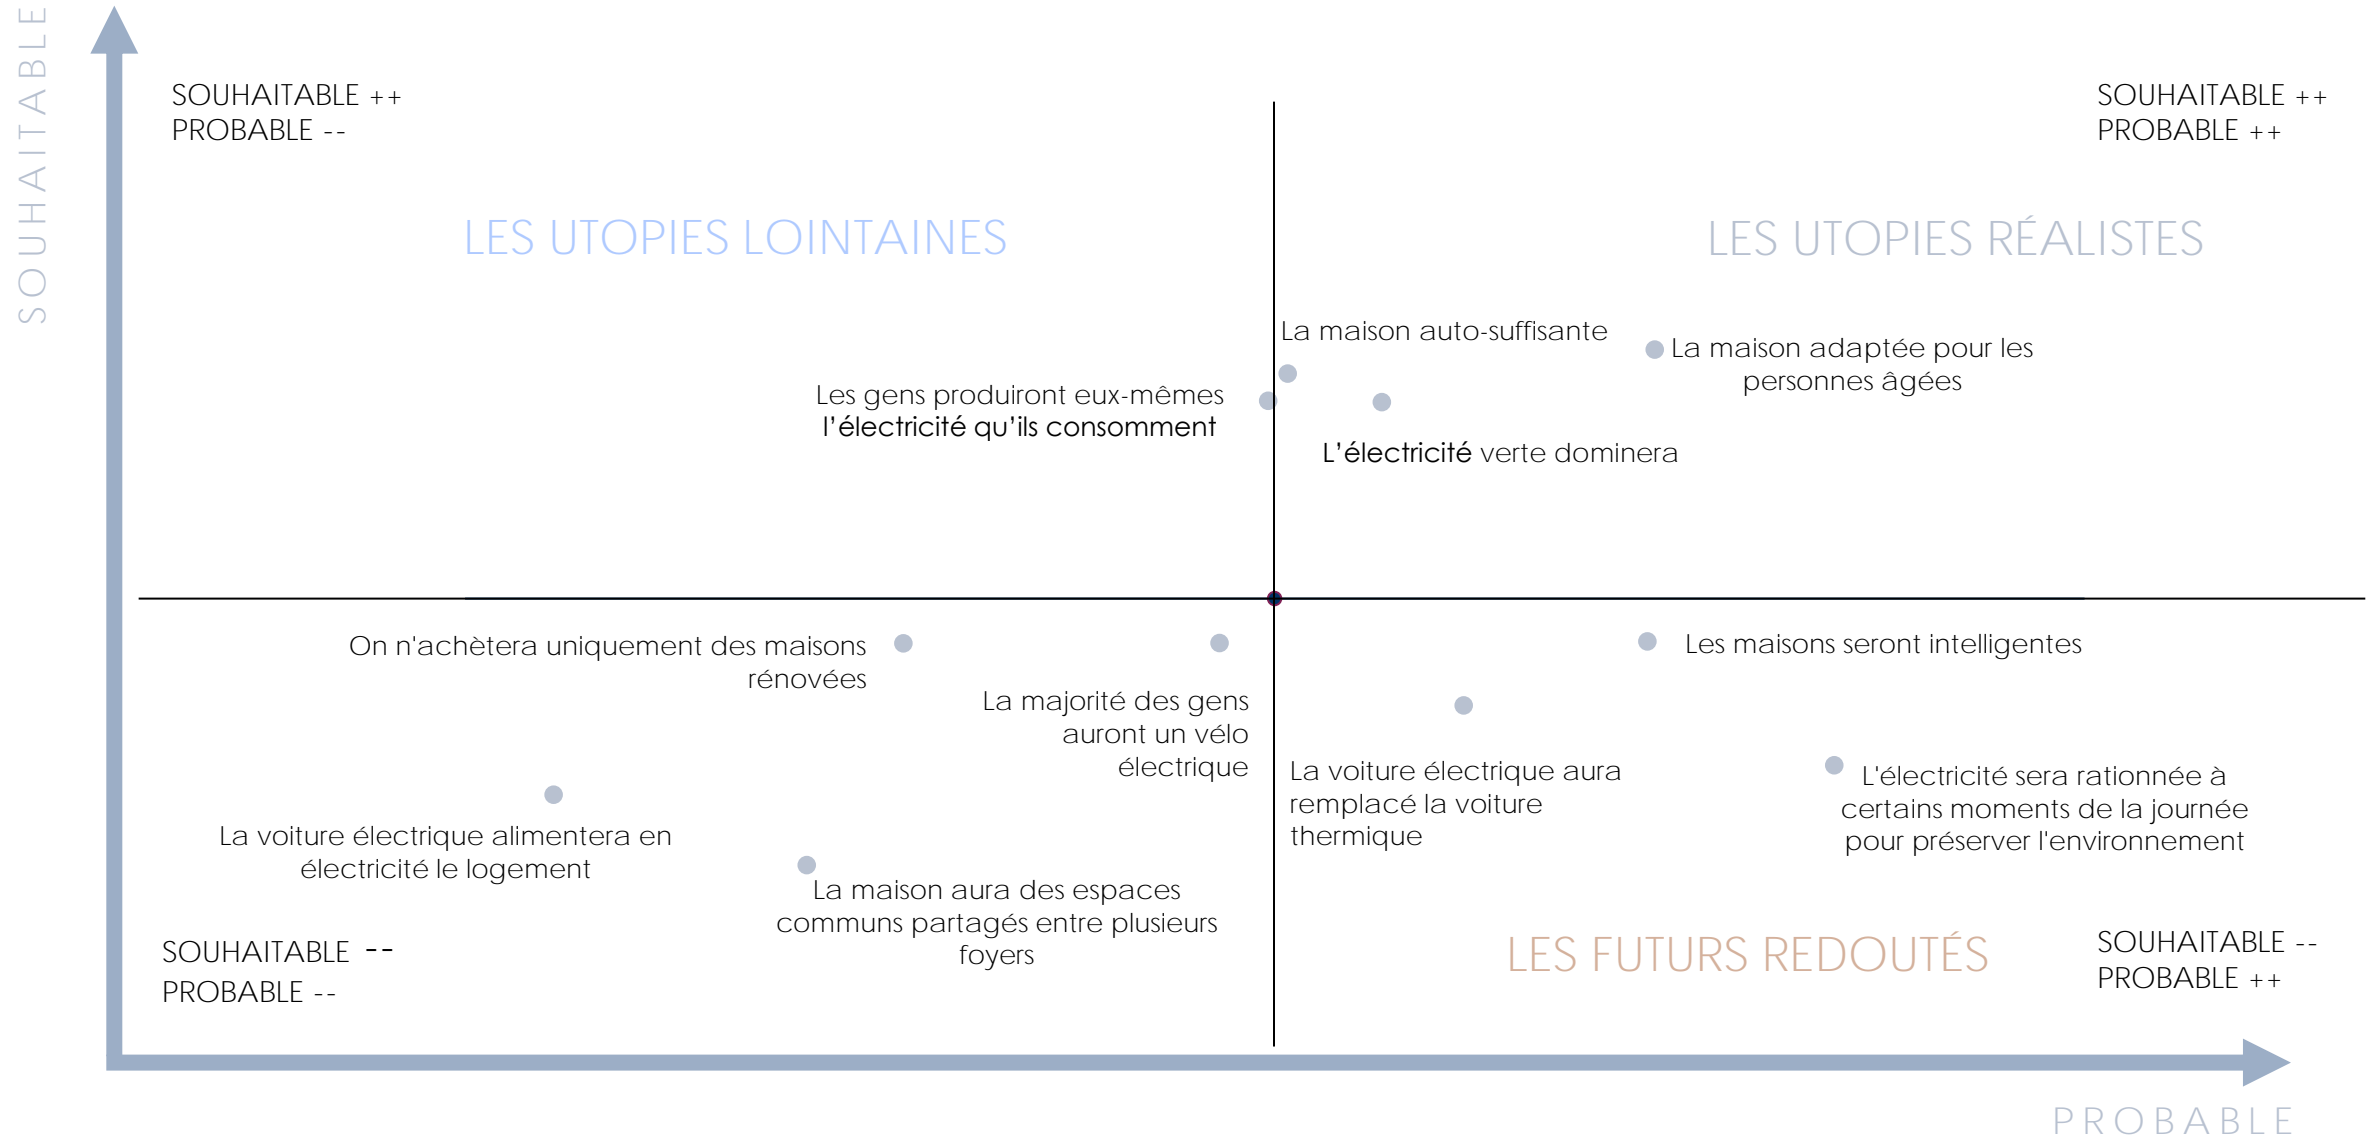 SOUHAITABLE
SOUHAITABLE ++
PROBABLE --
SOUHAITABLE ++
PROBABLE ++
LES UTOPIES LOINTAINES
LES UTOPIES RÉALISTES
La maison auto-suffisante
La maison adaptée pour les
personnes âgées
Les gens produiront eux-mêmes
l’électricité qu’ils consomment
L’électricité verte dominera
On n'achètera uniquement des maisons
rénovées
La majorité des gens
auront un vélo
électrique
Les maisons seront intelligentes
La voiture électrique aura
remplacé la voiture
thermique
L'électricité sera rationnée à
certains moments de la journée
pour préserver l'environnement
La voiture électrique alimentera en
électricité le logement
La maison aura des espaces
communs partagés entre plusieurs
foyers
SOUHAITABLE --
PROBABLE --
LES FUTURS REDOUTÉS
SOUHAITABLE --
PROBABLE ++
PROBABLE